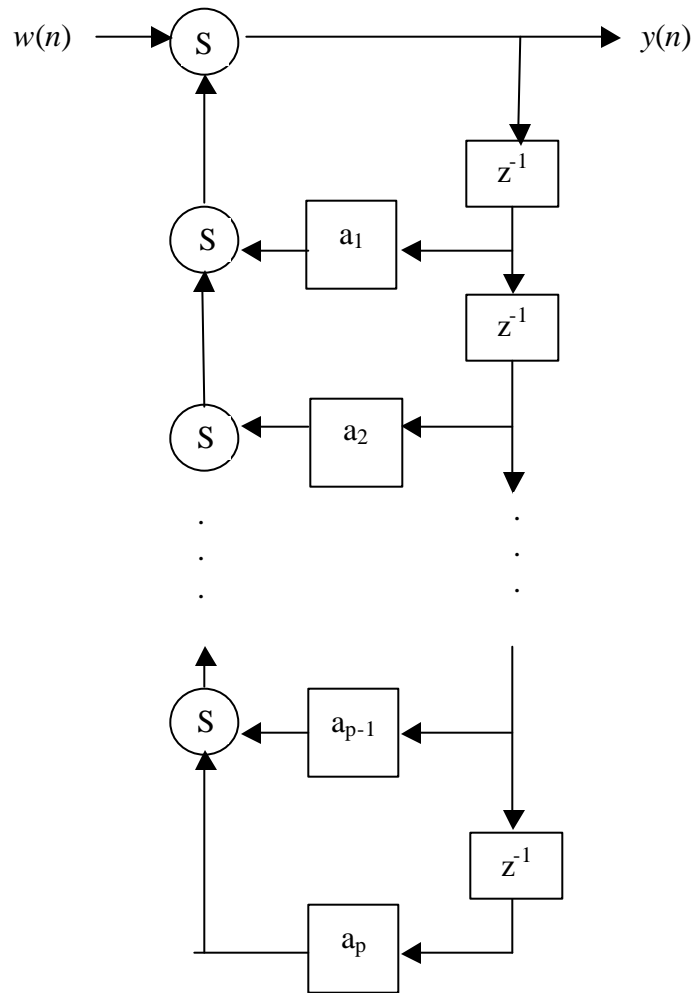 w(n) S y(n)
z⁻¹
S a₁
z⁻¹
S a₂
. .
. .
. .
S aₚ₋₁
z⁻¹
aₚ